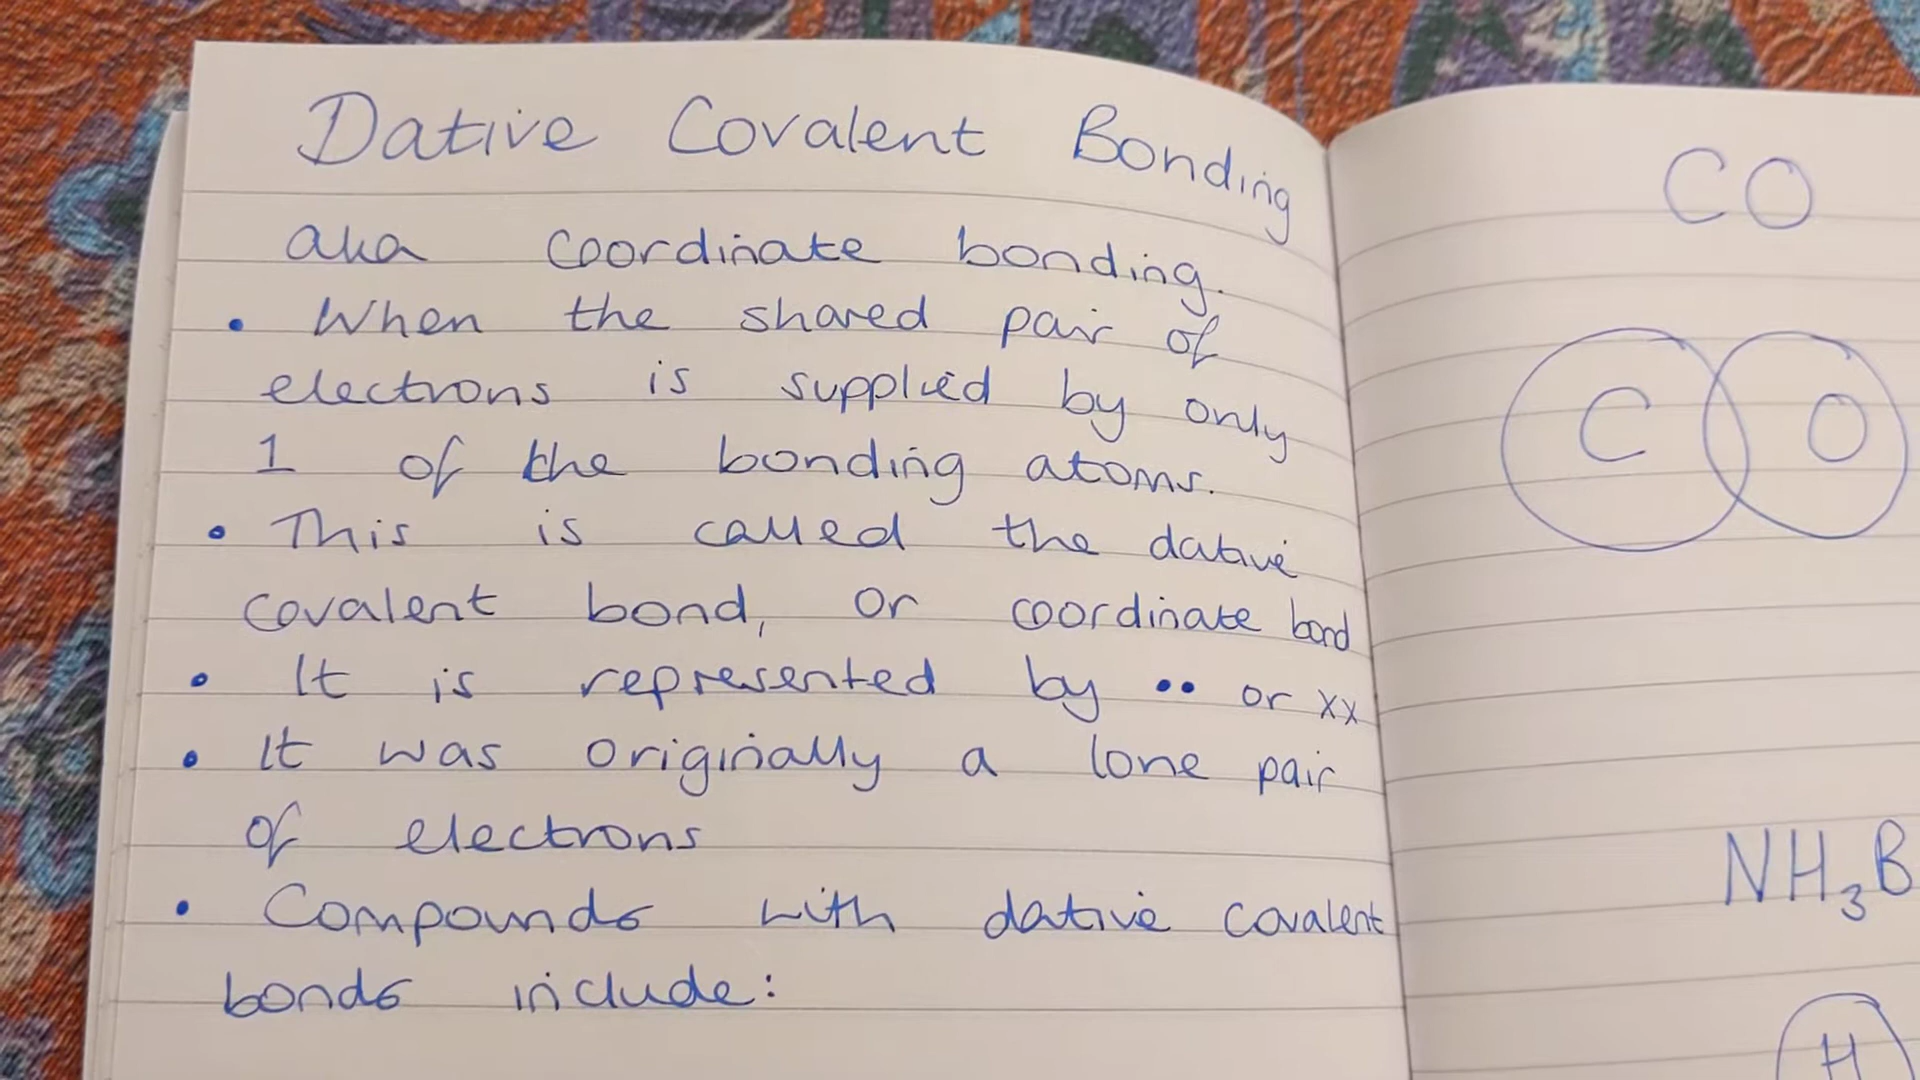 Dative Covalent Bonding
aka coordinate bonding.
• When the shared pair of
electrons is supplied by only
1 of the bonding atoms.
• This is called the dative
covalent bond, or coordinate bond
• It is represented by •• or xx
• It was originally a lone pair
of electrons
• Compounds with dative covalent
bonds include:
CO
C O
NH₃B
H